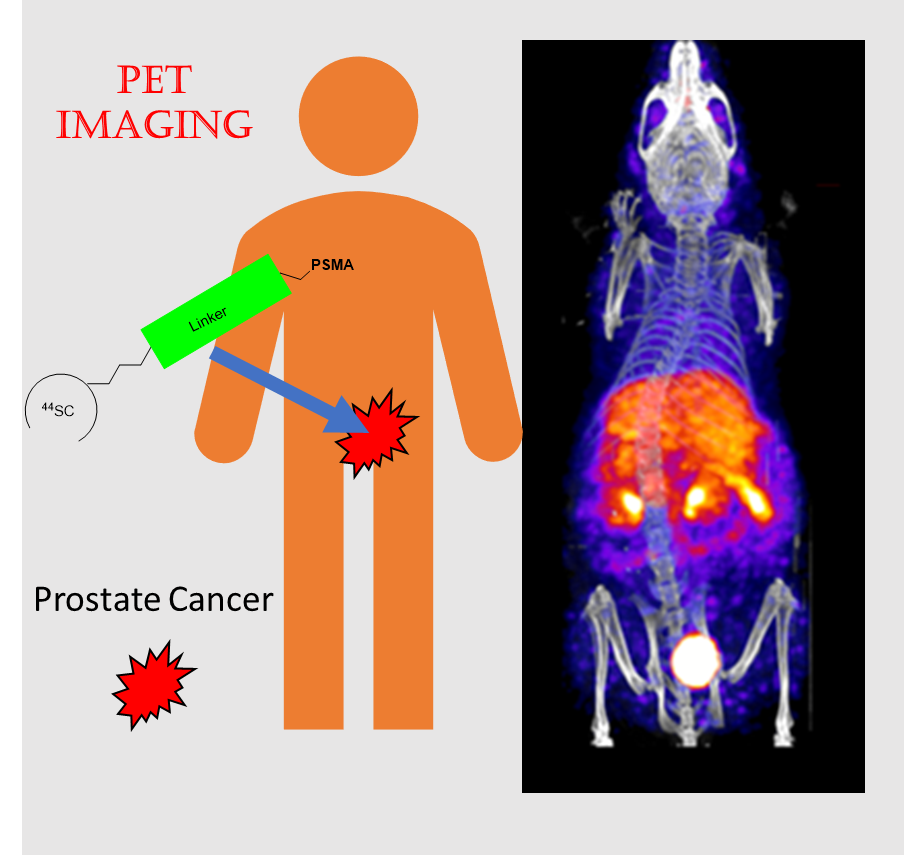 PET
IMAGING
PSMA
Linker
⁴⁴SC
Prostate Cancer